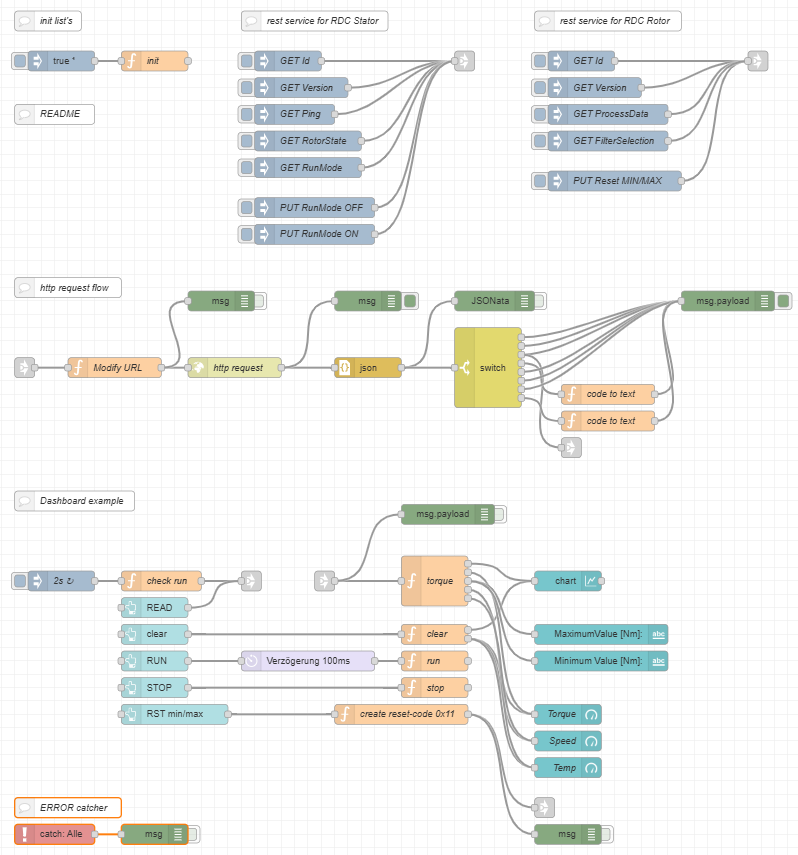 init list's
true *
init
README
rest service for RDC Stator
GET Id
GET Version
GET Ping
GET RotorState
GET RunMode
PUT RunMode OFF
PUT RunMode ON
rest service for RDC Rotor
GET Id
GET Version
GET ProcessData
GET FilterSelection
PUT Reset MIN/MAX
http request flow
msg
msg
JSONata
msg.payload
Modify URL
http request
json
switch
code to text
code to text
Dashboard example
msg.payload
2s ↻
check run
torque
chart
READ
clear
clear
MaximumValue [Nm]:
abc
RUN
Verzögerung 100ms
run
Minimum Value [Nm]:
abc
STOP
stop
RST min/max
create reset-code 0x11
Torque
Speed
Temp
ERROR catcher
catch: Alle
msg
msg